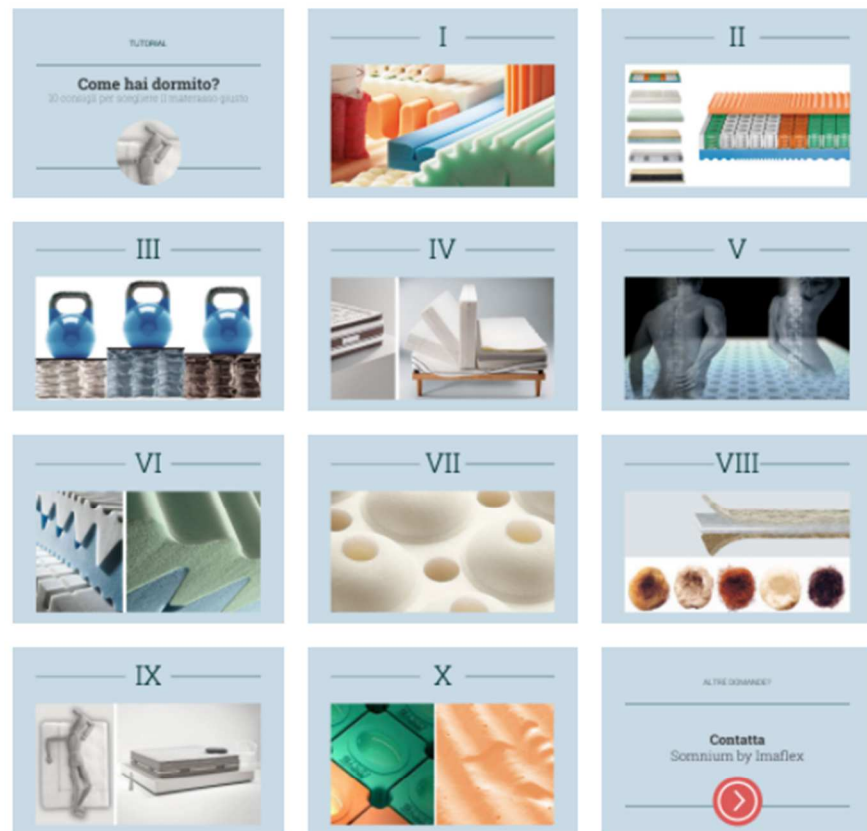 TUTORIAL
Come hai dormito?
10 consigli per scegliere il materasso giusto
I
II
III
IV
V
VI
VII
VIII
IX
X
ALTRE DOMANDE?
Contatta
Somnium by Imaflex